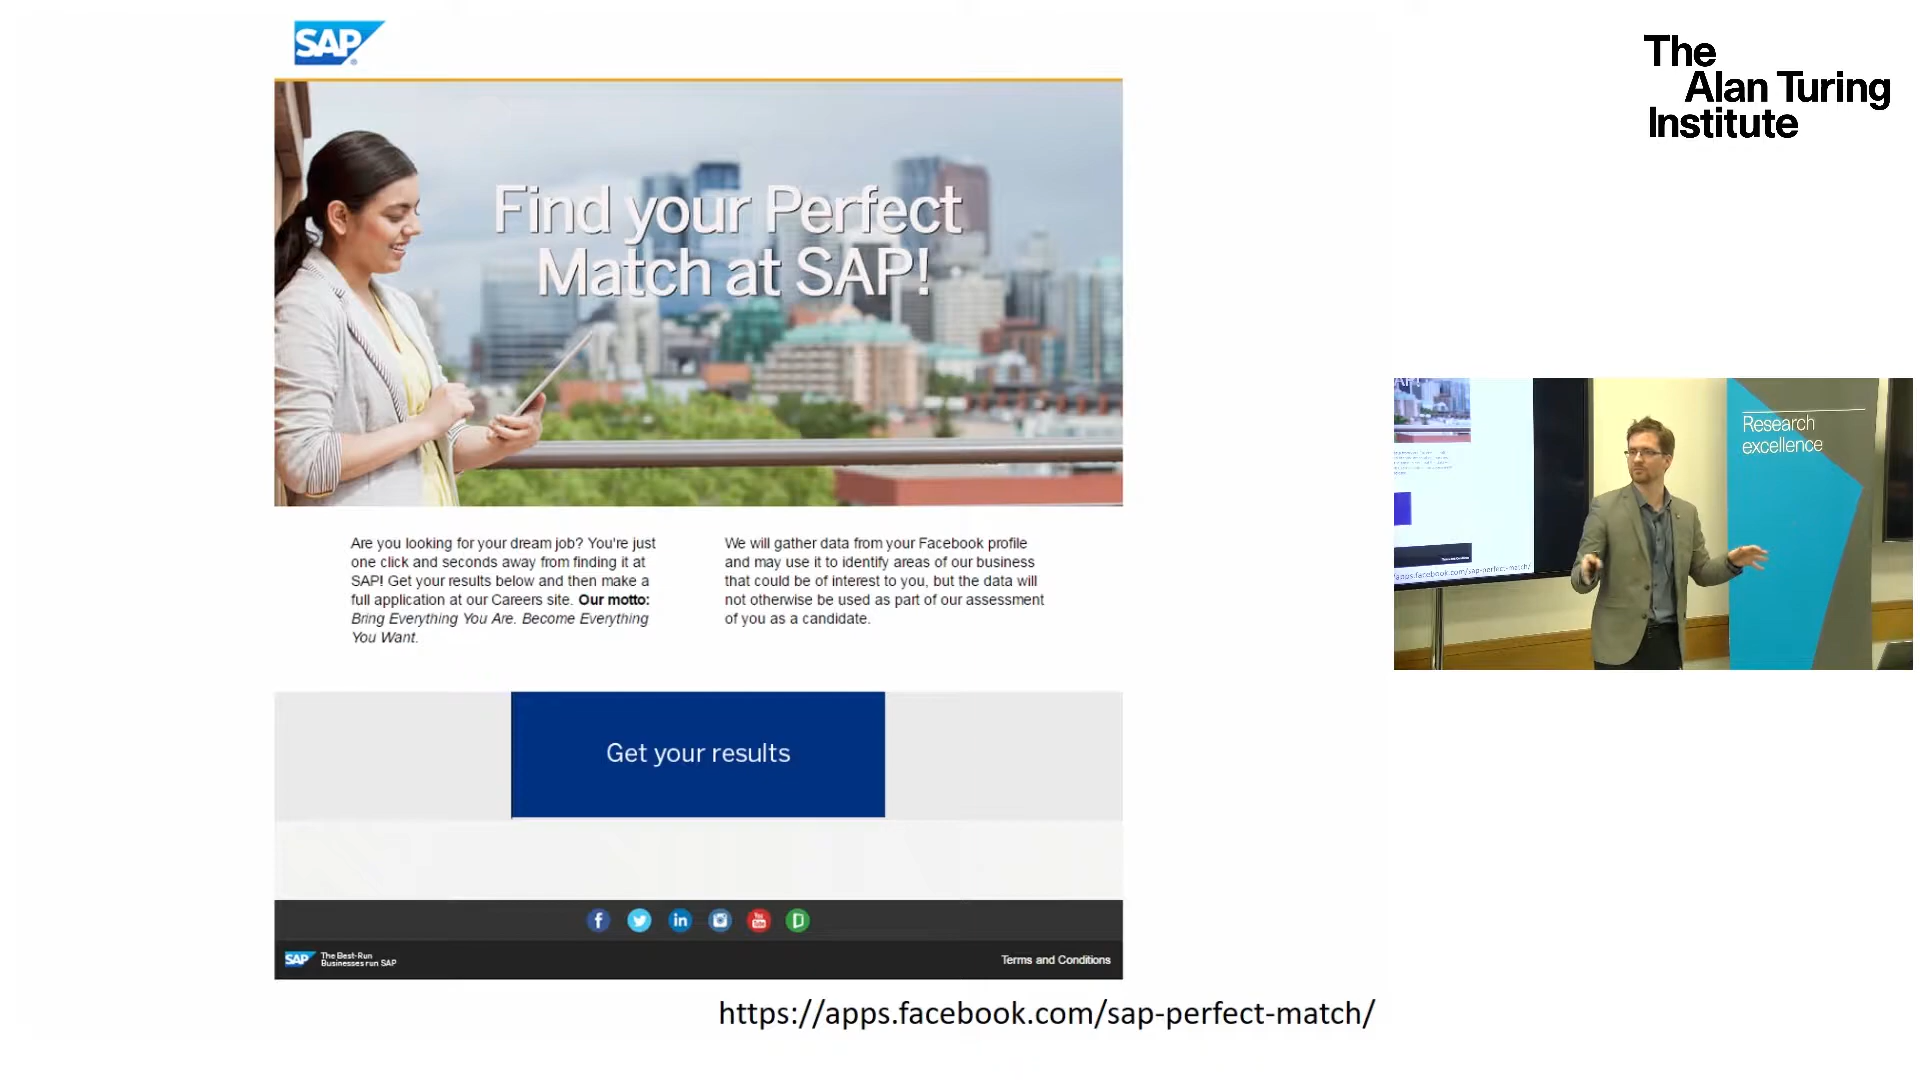 SAP
The
Alan Turing
Institute
Find your Perfect
Match at SAP!
Are you looking for your dream job? You're just
one click and seconds away from finding it at
SAP! Get your results below and then make a
full application at our Careers site. Our motto:
Bring Everything You Are. Become Everything
You Want.
We will gather data from your Facebook profile
and may use it to identify areas of our business
that could be of interest to you, but the data will
not otherwise be used as part of our assessment
of you as a candidate.
Research
excellence
apps.facebook.com/sap-perfect-match/
Get your results
SAP
The Best-Run
Businesses run SAP
Terms and Conditions
https://apps.facebook.com/sap-perfect-match/